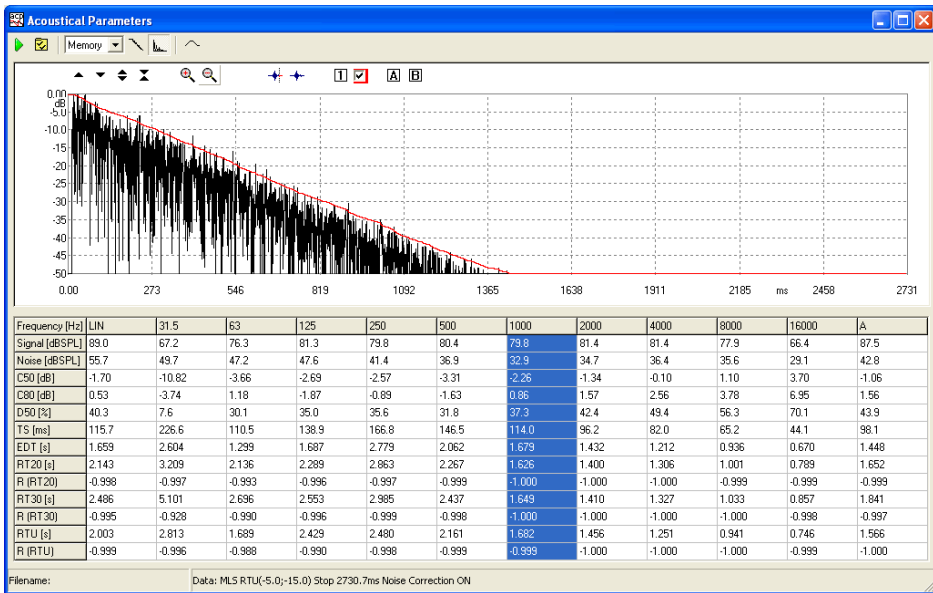 Acoustical Parameters
Memory
1 A B
0.00
dB
-5.0
-10.0
-15
-20
-25
-30
-35
-40
-45
-50
0.00 273 546 819 1092 1365 1638 1911 2185 ms 2458 2731
Frequency [Hz] LIN 31.5 63 125 250 500 1000 2000 4000 8000 16000 A
Signal [dBSPL] 89.0 67.2 76.3 81.3 79.8 80.4 79.8 81.4 81.4 77.9 66.4 87.5
Noise [dBSPL] 55.7 49.7 47.2 47.6 41.4 36.9 32.9 34.7 36.4 35.6 29.1 42.8
C50 [dB] -1.70 -10.82 -3.66 -2.69 -2.57 -3.31 -2.26 -1.34 -0.10 1.10 3.70 -1.06
C80 [dB] 0.53 -3.74 1.18 -1.87 -0.89 -1.63 0.86 1.57 2.56 3.78 6.95 1.56
D50 [%] 40.3 7.6 30.1 35.0 35.6 31.8 37.3 42.4 49.4 56.3 70.1 43.9
TS [ms] 115.7 226.6 110.5 138.9 166.8 146.5 114.0 96.2 82.0 65.2 44.1 98.1
EDT [s] 1.659 2.604 1.299 1.687 2.779 2.062 1.679 1.432 1.212 0.936 0.670 1.448
RT20 [s] 2.143 3.209 2.136 2.289 2.863 2.267 1.626 1.400 1.306 1.001 0.789 1.652
R (RT20) -0.998 -0.997 -0.993 -0.996 -0.997 -0.999 -1.000 -1.000 -1.000 -0.999 -0.999 -0.999
RT30 [s] 2.486 5.101 2.696 2.553 2.985 2.437 1.649 1.410 1.327 1.033 0.857 1.841
R (RT30) -0.995 -0.928 -0.990 -0.996 -0.999 -0.998 -1.000 -1.000 -1.000 -1.000 -0.998 -0.997
RTU [s] 2.003 2.813 1.689 2.429 2.480 2.161 1.682 1.456 1.251 0.941 0.746 1.566
R (RTU) -0.999 -0.996 -0.988 -0.990 -0.998 -0.999 -0.999 -1.000 -1.000 -1.000 -0.999 -1.000
Filename: Data: MLS RTU(-5.0;-15.0) Stop 2730.7ms Noise Correction ON